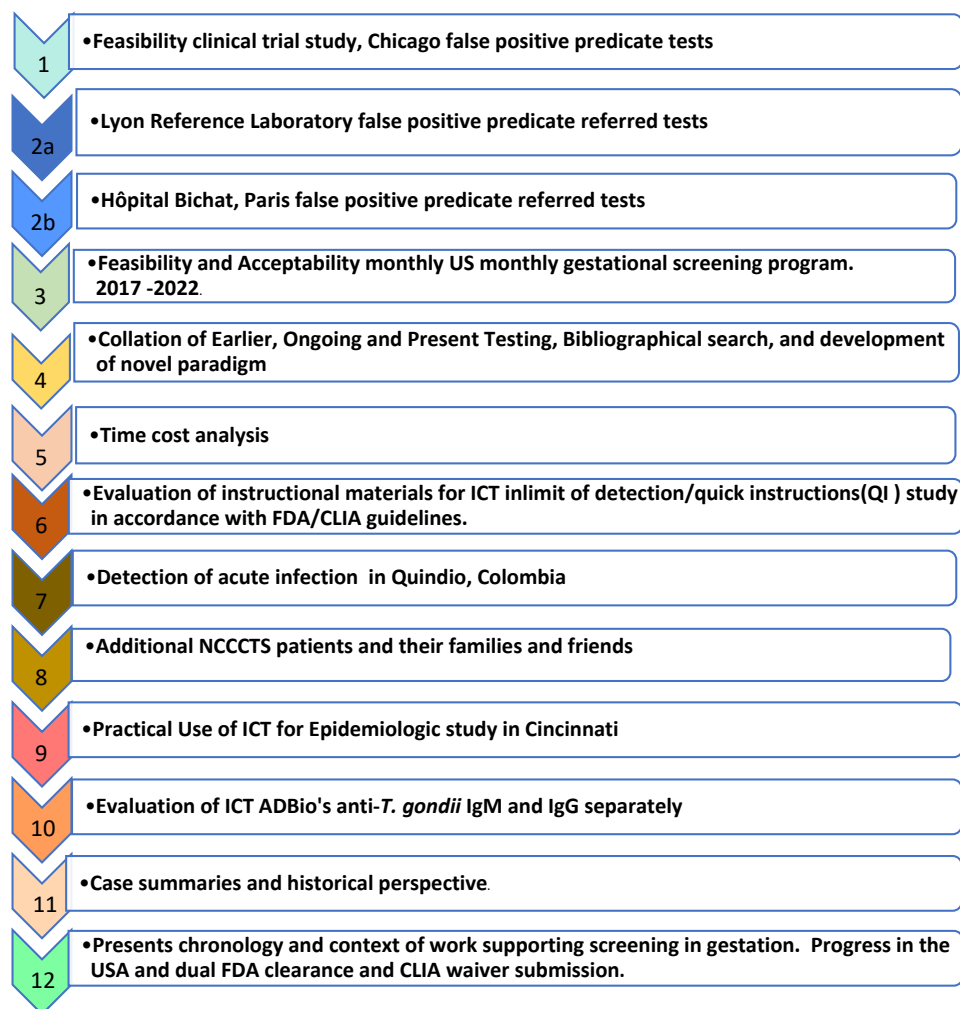 1
•Feasibility clinical trial study, Chicago false positive predicate tests
2a
•Lyon Reference Laboratory false positive predicate referred tests
2b
•Hôpital Bichat, Paris false positive predicate referred tests
3
•Feasibility and Acceptability monthly US monthly gestational screening program.
2017 -2022.
4
•Collation of Earlier, Ongoing and Present Testing, Bibliographical search, and development
of novel paradigm
5
•Time cost analysis
6
•Evaluation of instructional materials for ICT inlimit of detection/quick instructions(QI ) study
in accordance with FDA/CLIA guidelines.
7
•Detection of acute infection in Quindio, Colombia
8
•Additional NCCCTS patients and their families and friends
9
•Practical Use of ICT for Epidemiologic study in Cincinnati
10
•Evaluation of ICT ADBio's anti-T. gondii IgM and IgG separately
11
•Case summaries and historical perspective.
12
•Presents chronology and context of work supporting screening in gestation. Progress in the
USA and dual FDA clearance and CLIA waiver submission.